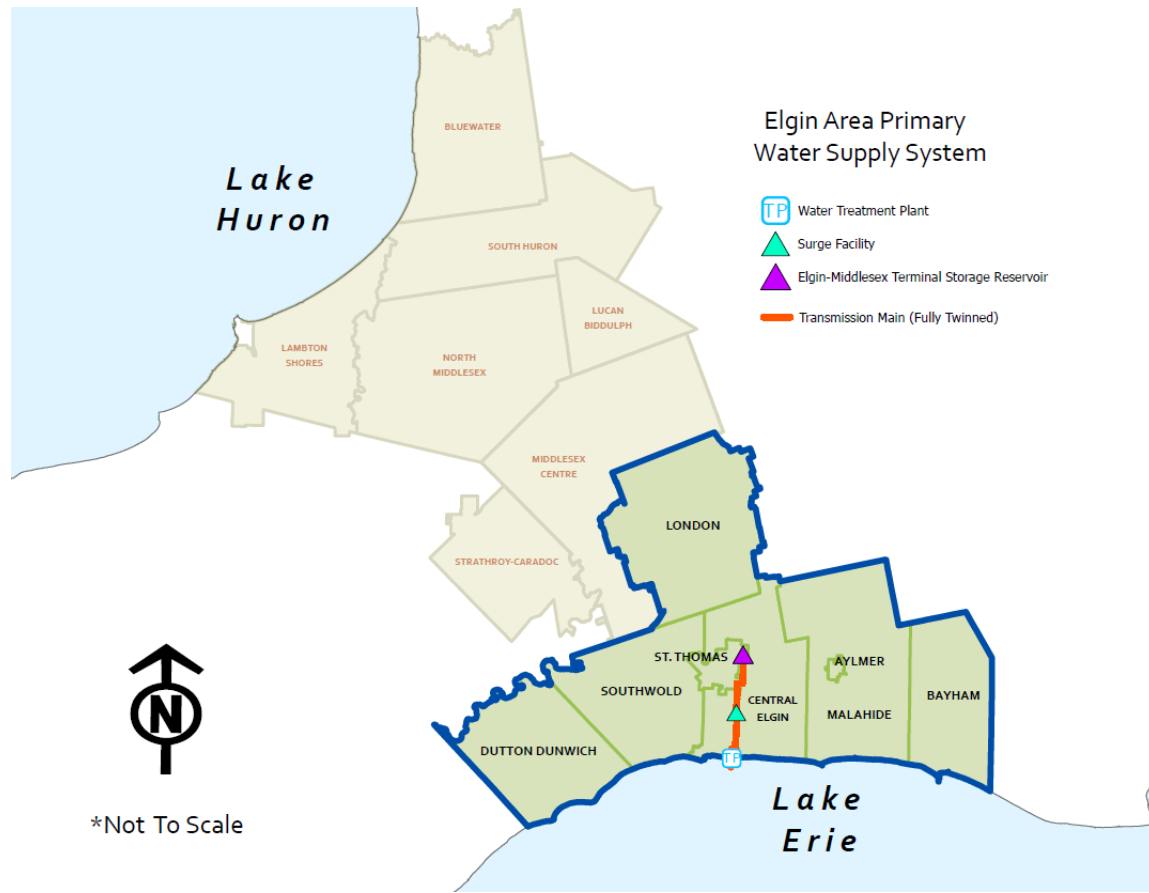 BLUEWATER
Elgin Area Primary
Water Supply System
Lake
Huron
TP Water Treatment Plant
Surge Facility
SOUTH HURON
Elgin-Middlesex Terminal Storage Reservoir
LUCAN
BIDDULPH
Transmission Main (Fully Twinned)
LAMBTON
SHORES
NORTH
MIDDLESEX
MIDDLESEX
CENTRE
LONDON
STRATHROY-CARADOC
ST. THOMAS
AYLMER
SOUTHWOLD
BAYHAM
CENTRAL
ELGIN
MALAHIDE
N
DUTTON DUNWICH
TP
Lake
Erie
*Not To Scale